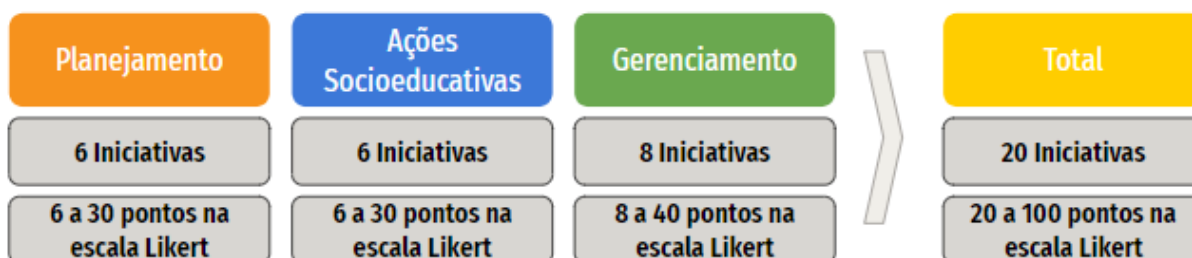 Planejamento
Ações
Socioeducativas
Gerenciamento
Total
6 Iniciativas
6 Iniciativas
8 Iniciativas
20 Iniciativas
6 a 30 pontos na
escala Likert
6 a 30 pontos na
escala Likert
8 a 40 pontos na
escala Likert
20 a 100 pontos na
escala Likert